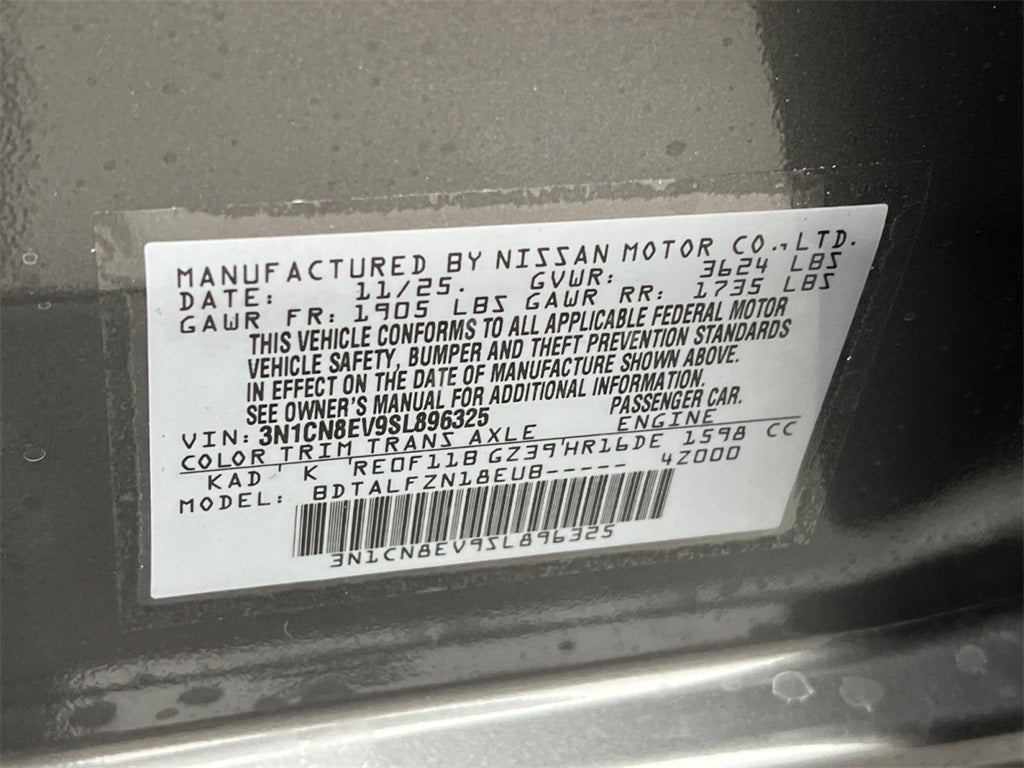 MANUFACTURED BY NISSAN MOTOR CO., LTD.
DATE: 11/25. GVWR: 3624 LBS
GAWR FR: 1905 LBS GAWR RR: 1735 LBS
THIS VEHICLE CONFORMS TO ALL APPLICABLE FEDERAL MOTOR
VEHICLE SAFETY, BUMPER AND THEFT PREVENTION STANDARDS
IN EFFECT ON THE DATE OF MANUFACTURE SHOWN ABOVE.
SEE OWNER'S MANUAL FOR ADDITIONAL INFORMATION.
VIN: 3N1CN8EV9SL896325 PASSENGER CAR.
COLOR TRIM TRANS AXLE ENGINE
KAD ' K 'RE0F11B GZ39'HR16DE 1598 CC
MODEL: BDTALFZN18EUB----- 4Z000
3N1CN8EV9SL896325